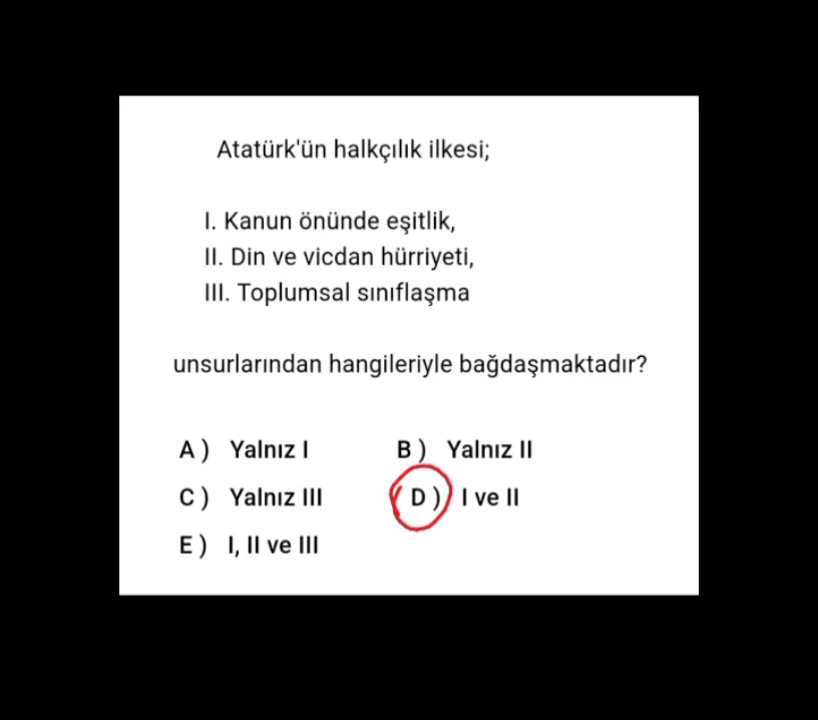 Atatürk'ün halkçılık ilkesi;
I. Kanun önünde eşitlik,
II. Din ve vicdan hürriyeti,
III. Toplumsal sınıflaşma
unsurlarından hangileriyle bağdaşmaktadır?
A) Yalnız I B) Yalnız II
C) Yalnız III D) I ve II
E) I, II ve III